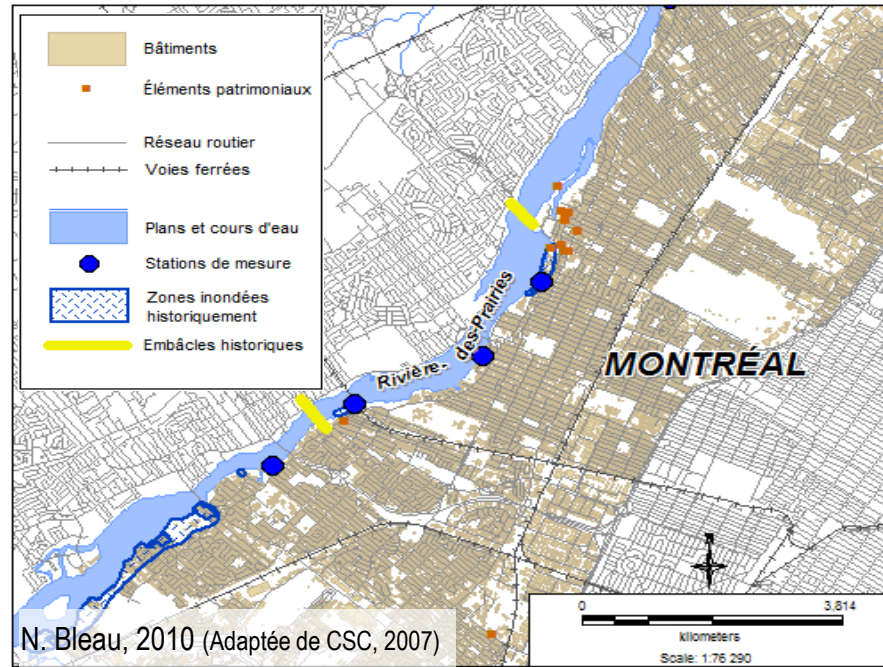 Bâtiments
Éléments patrimoniaux
Réseau routier
Voies ferrées
Plans et cours d'eau
Stations de mesure
Zones inondées
historiquement
Embâcles historiques
Rivière-
des-Prairies
MONTRÉAL
N. Bleau, 2010 (Adaptée de CSC, 2007)
0 3,814
kilometers
Scale: 1:76 290